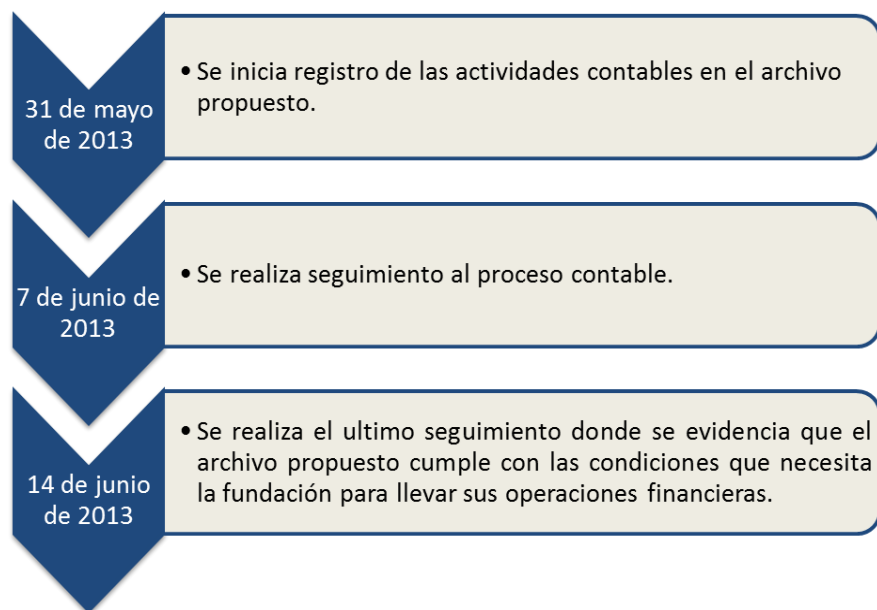 31 de mayo
de 2013
• Se inicia registro de las actividades contables en el archivo
propuesto.
7 de junio de
2013
• Se realiza seguimiento al proceso contable.
14 de junio
de 2013
• Se realiza el ultimo seguimiento donde se evidencia que el
archivo propuesto cumple con las condiciones que necesita
la fundación para llevar sus operaciones financieras.